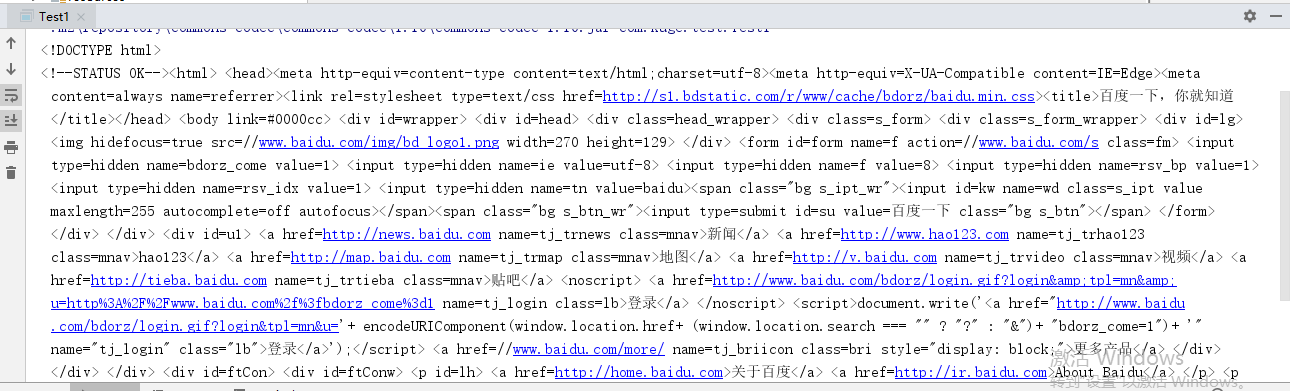 Test1
<!DOCTYPE html>
<!--STATUS OK--><html> <head><meta http-equiv=content-type content=text/html;charset=utf-8><meta http-equiv=X-UA-Compatible content=IE=Edge><meta
content=always name=referrer><link rel=stylesheet type=text/css href=http://s1.bdstatic.com/r/www/cache/bdorz/baidu.min.css><title>百度一下，你就知道
</title></head> <body link=#0000cc> <div id=wrapper> <div id=head> <div class=head_wrapper> <div class=s_form> <div class=s_form_wrapper> <div id=lg>
<img hidefocus=true src=//www.baidu.com/img/bd_logo1.png width=270 height=129> </div> <form id=form name=f action=//www.baidu.com/s class=fm> <input
type=hidden name=bdorz_come value=1> <input type=hidden name=ie value=utf-8> <input type=hidden name=f value=8> <input type=hidden name=rsv_bp value=1>
<input type=hidden name=rsv_idx value=1> <input type=hidden name=tn value=baidu><span class="bg s_ipt_wr"><input id=kw name=wd class=s_ipt value
maxlength=255 autocomplete=off autofocus></span><span class="bg s_btn_wr"><input type=submit id=su value=百度一下 class="bg s_btn"></span> </form>
</div> </div> <div id=u1> <a href=http://news.baidu.com name=tj_trnews class=mnav>新闻</a> <a href=http://www.hao123.com name=tj_trhao123
class=mnav>hao123</a> <a href=http://map.baidu.com name=tj_trmap class=mnav>地图</a> <a href=http://v.baidu.com name=tj_trvideo class=mnav>视频</a> <a
href=http://tieba.baidu.com name=tj_trtieba class=mnav>贴吧</a> <noscript> <a href=http://www.baidu.com/bdorz/login.gif?login&amp;tpl=mn&amp;
u=http%3A%2F%2Fwww.baidu.com%2f%3fbdorz_come%3d1 name=tj_login class=lb>登录</a> </noscript> <script>document.write('<a href="http://www.baidu
.com/bdorz/login.gif?login&tpl=mn&u='+ encodeURIComponent(window.location.href+ (window.location.search === "" ? "?" : "&")+ "bdorz_come=1")+ '"
name="tj_login" class="lb">登录</a>');</script> <a href=//www.baidu.com/more/ name=tj_briicon class=bri style="display: block;">更多产品</a> </div>
激活 Windows
</div> </div> <div id=ftCon> <div id=ftConw> <p id=lh> <a href=http://home.baidu.com>关于百度</a> <a href=http://ir.baidu.com>About Baidu</a> </p> <p
转到"设置"以激活 Windows。